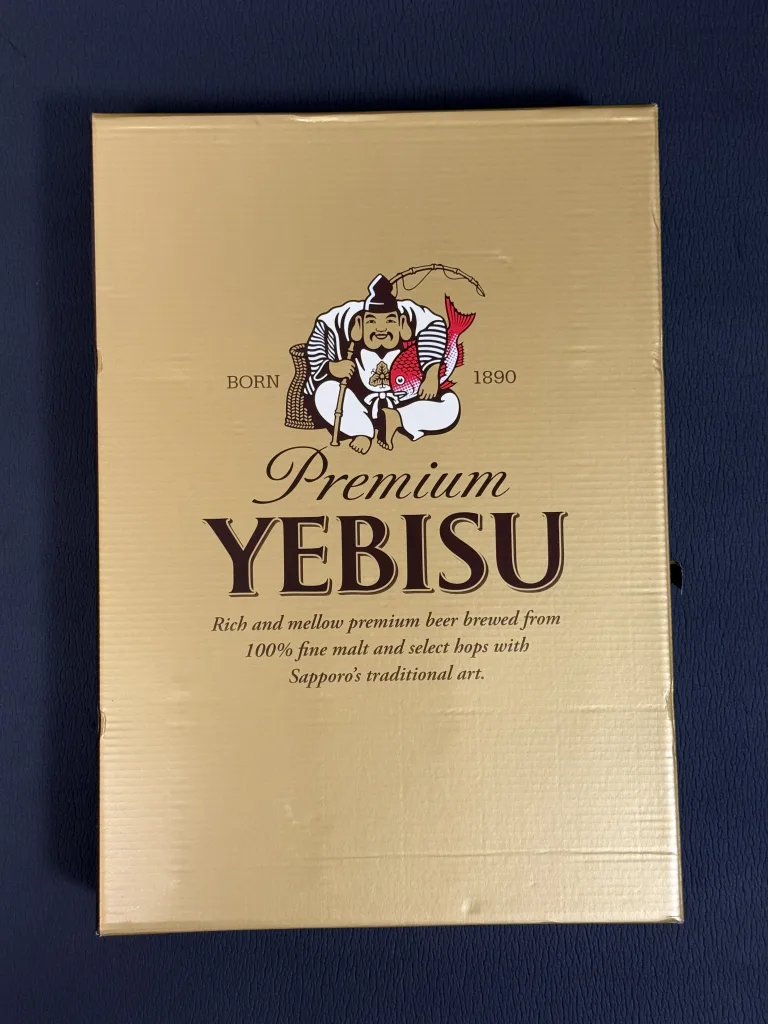 BORN 1890
Premium
YEBISU
Rich and mellow premium beer brewed from
100% fine malt and select hops with
Sapporo's traditional art.